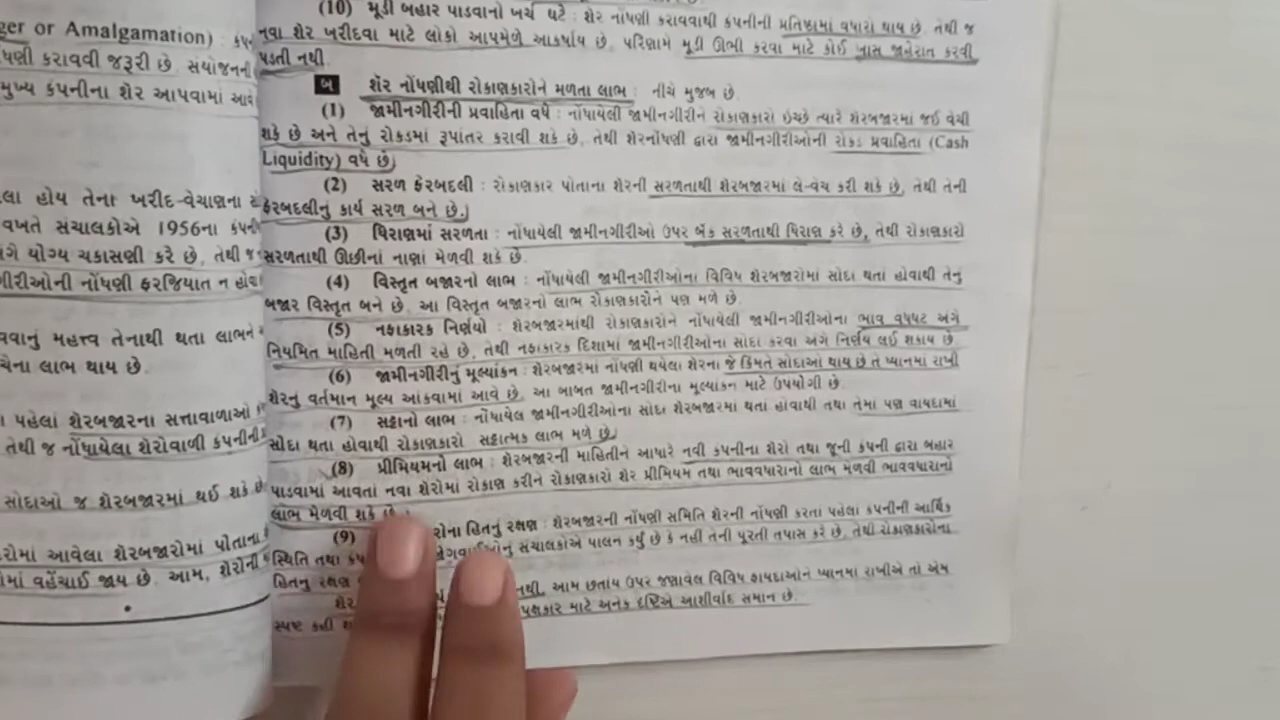 ger or Amalgamation) :
પણી કરાવવી જરૂરી છે. સંયોજનની
મુખ્ય કંપનીના શેર આપવામાં આવે
લા હોય તેના ખરીદ-વેચાણના
વખતે સંચાલકોએ 1956ના કંપની
ગે યોગ્ય ચકાસણી કરે છે, તેથી જ
ગીરીઓની નોંધણી ફરજિયાત ન હોવા
વવાનું મહત્ત્વ તેનાથી થતા લાભને
ચેના લાભ થાય છે.
પહેલાં શેરબજારના સત્તાવાળાઓ
તેથી જ નોંધાયેલા શેરોવાળી કંપનીની
સોદાઓ જ શેરબજારમાં થઈ શકે છે
રોમાં આવેલા શેરબજારોમાં પોતાના
ોમાં વહેંચાઈ જાય છે. આમ, શેરોની
(10) મૂડી બહાર પાડવાનો ખર્ચ ઘટે : શેર નોંધણી કરાવવાથી કંપનીની પ્રતિષ્ઠામાં વધારો થાય છે. તેથી જ
નવા શેર ખરીદવા માટે લોકો આપમેળે આકર્ષાય છે. પરિણામે મૂડી ઊભી કરવા માટે કોઈ ખાસ જાહેરાત કરવી
પડતી નથી.
બ શૅર નોંધણીથી રોકાણકારોને મળતા લાભ : નીચે મુજબ છે.
(1) જામીનગીરીની પ્રવાહિતા વધે : નોંધાયેલી જામીનગીરીને રોકાણકારો ઇચ્છે ત્યારે શેરબજારમાં જઈ વેચી
શકે છે અને તેનું રોકડમાં રૂપાંતર કરાવી શકે છે. તેથી શેરનોંધણી દ્વારા જામીનગીરીઓની રોકડ પ્રવાહિતા (Cash
Liquidity) વધે છે.
(2) સરળ ફેરબદલી : રોકાણકાર પોતાના શેરની સરળતાથી શેરબજારમાં લે-વેચ કરી શકે છે. તેથી તેની
ફેરબદલીનું કાર્ય સરળ બને છે.
(3) ધિરાણમાં સરળતા : નોંધાયેલી જામીનગીરીઓ ઉપર બૅંક સરળતાથી ધિરાણ કરે છે, તેથી રોકાણકારો
સરળતાથી ઊછીનાં નાણાં મેળવી શકે છે.
(4) વિસ્તૃત બજારનો લાભ : નોંધાયેલી જામીનગીરીઓના વિવિધ શેરબજારોમાં સોદા થતાં હોવાથી તેનું
બજાર વિસ્તૃત બને છે. આ વિસ્તૃત બજારનો લાભ રોકાણકારોને પણ મળે છે.
(5) નફાકારક નિર્ણયો : શેરબજારમાંથી રોકાણકારોને નોંધાયેલી જામીનગીરીઓના ભાવ વધઘટ અંગે
નિયમિત માહિતી મળતી રહે છે, તેથી નફાકારક દિશામાં જામીનગીરીઓના સોદા કરવા અંગે નિર્ણય લઈ શકાય છે.
(6) જામીનગીરીનું મૂલ્યાંકન : શેરબજારમાં નોંધણી થયેલા શેરના જે કિંમતે સોદાઓ થાય છે તે ધ્યાનમાં રાખી
શેરનું વર્તમાન મૂલ્ય આંકવામાં આવે છે. આ બાબત જામીનગીરીના મૂલ્યાંકન માટે ઉપયોગી છે.
(7) સટ્ટાનો લાભ : નોંધાયેલ જામીનગીરીઓના સોદા શેરબજારમાં થતા હોવાથી તથા તેમાં પણ વાયદામાં
સોદા થતા હોવાથી રોકાણકારો સટ્ટાત્મક લાભ મળે છે.
(8) પ્રીમિયમનો લાભ : શેરબજારની માહિતીને આધારે નવી કંપનીના શેરો તથા જૂની કંપની દ્વારા બહાર
પાડવામાં આવતાં નવા શેરોમાં રોકાણ કરીને રોકાણકારો શેર પ્રીમિયમ તથા ભાવવધારાનો લાભ મેળવી ભાવવધારાનો
લાભ મેળવી શકે છે.
(9) રોના હિતનું રક્ષણ : શેરબજારની નોંધણી સમિતિ શેરની નોંધણી કરતા પહેલાં કંપનીની આર્થિક
સ્થિતિ તથા સંચાલકોએ પાલન કર્યું છે કે નહીં તેની પૂરતી તપાસ કરે છે, તેથી રોકાણકારોના
હિતનું રક્ષણ નથી. આમ છતાંય ઉપર જણાવેલ વિવિધ ફાયદાઓને ધ્યાનમાં રાખીએ તો એમ
શેર પક્ષકાર માટે અનેક દૃષ્ટિએ આશીર્વાદ સમાન છે.
સ્પષ્ટ કહી